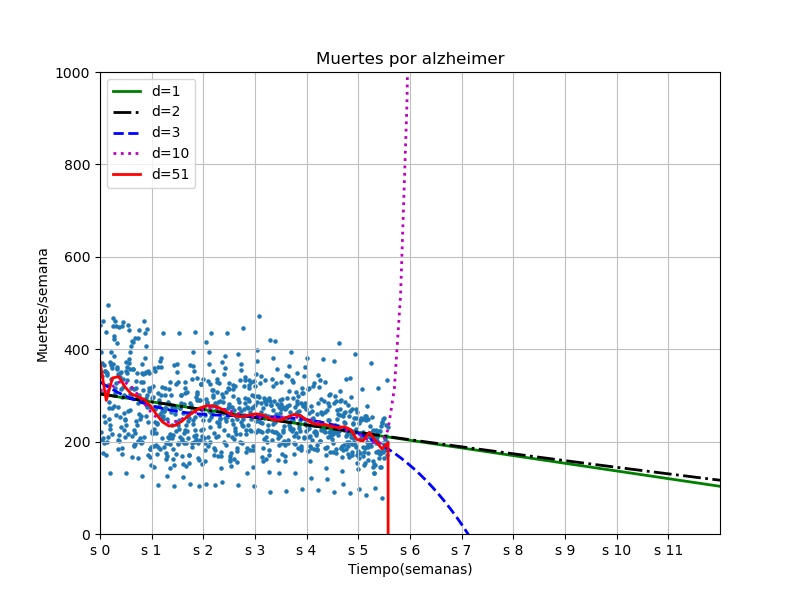 Muertes por alzheimer
1000
800
600
400
200
0
Muertes/semana
d=1
d=2
d=3
d=10
d=51
s 0 s 1 s 2 s 3 s 4 s 5 s 6 s 7 s 8 s 9 s 10 s 11
Tiempo(semanas)